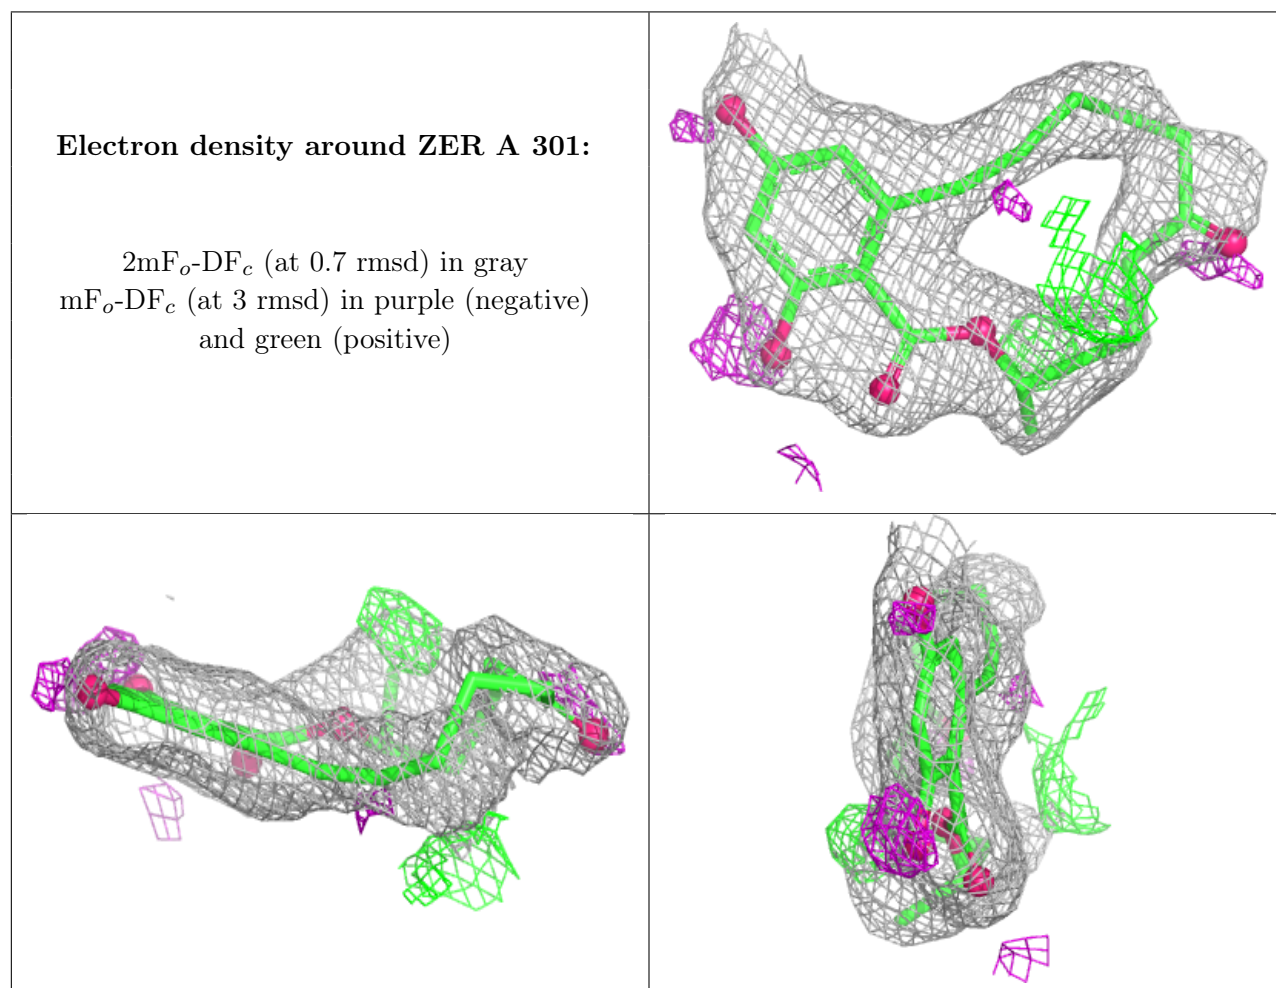 Electron density around ZER A 301:
2mFo-DFc (at 0.7 rmsd) in gray
mFo-DFc (at 3 rmsd) in purple (negative)
and green (positive)